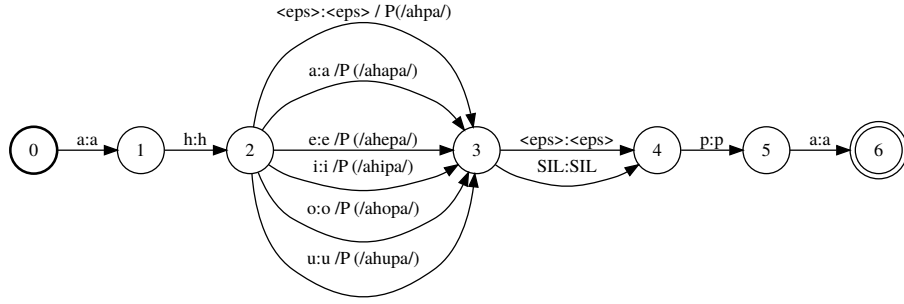 <eps>:<eps> / P(/ahpa/)
a:a /P (/ahapa/)
0 a:a 1 h:h 2 e:e /P (/ahepa/) 3 <eps>:<eps> 4 p:p 5 a:a 6
i:i /P (/ahipa/) SIL:SIL
o:o /P (/ahopa/)
u:u /P (/ahupa/)